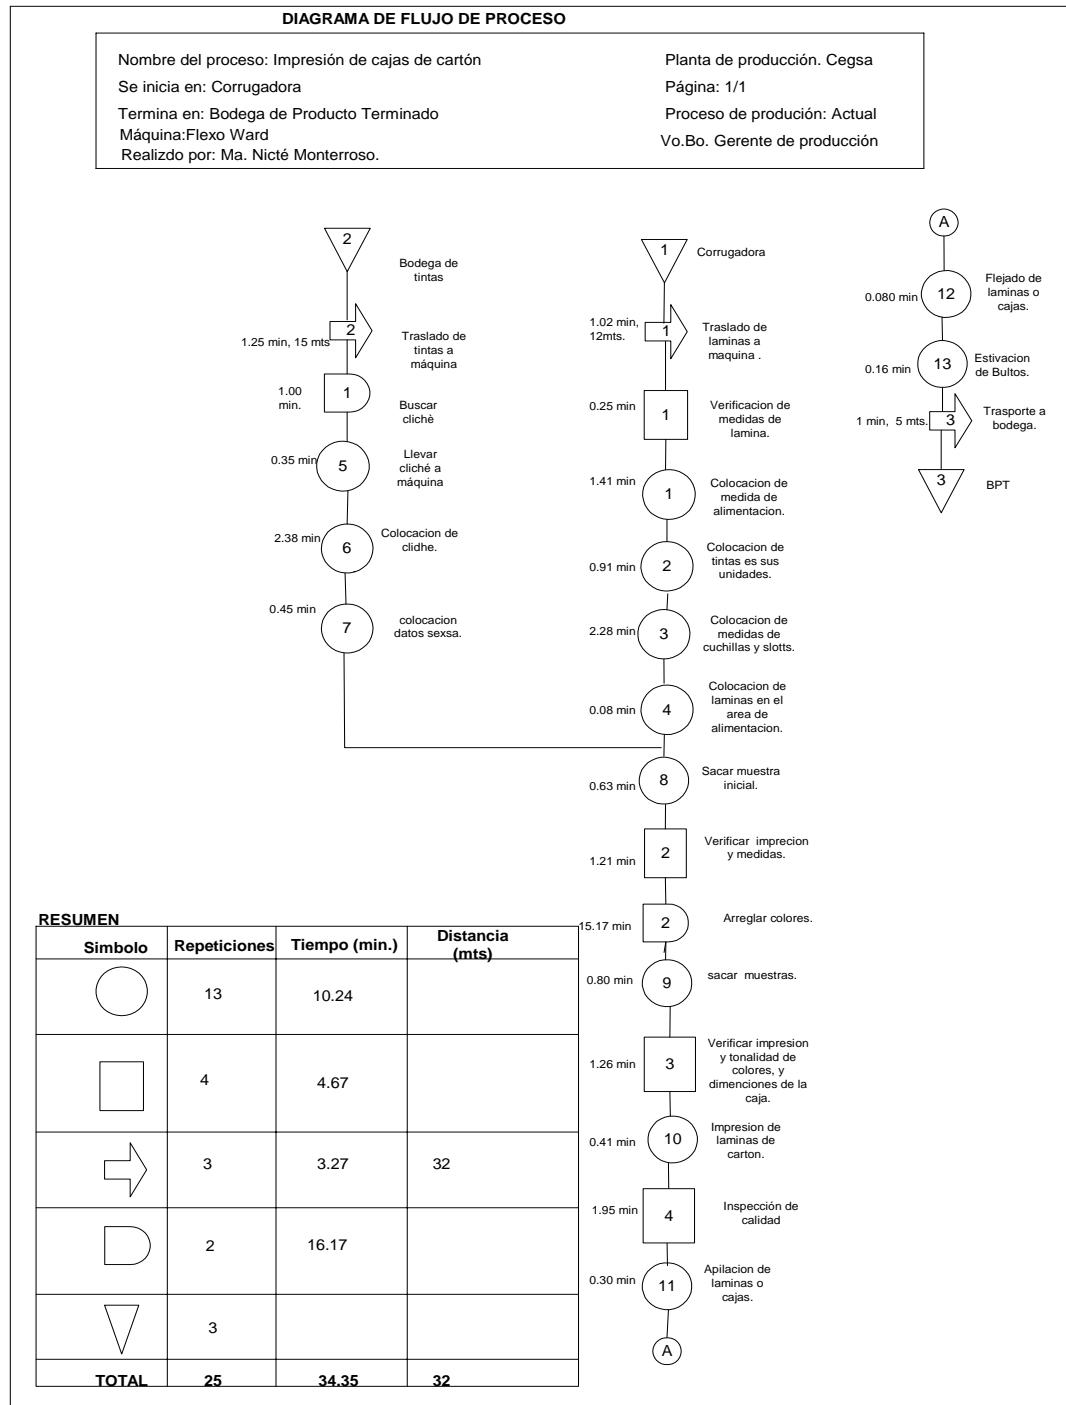 DIAGRAMA DE FLUJO DE PROCESO
Nombre del proceso: Impresión de cajas de cartón
Se inicia en: Corrugadora
Termina en: Bodega de Producto Terminado
Máquina:Flexo Ward
Realizdo por: Ma. Nicté Monterroso.
Planta de producción. Cegsa
Página: 1/1
Proceso de produción: Actual
Vo.Bo. Gerente de producción
2
Bodega de
tintas
2
1.25 min, 15 mts
Traslado de
tintas a
máquina
1.00
min.
1
Buscar
clichè
0.35 min
5
Llevar
cliché a
máquina
2.38 min
6
Colocacion de
clidhe.
0.45 min
7
colocacion
datos sexsa.
1
Corrugadora
1.02 min,
12mts.
1
Traslado de
laminas a
maquina .
0.25 min
1
Verificacion de
medidas de
lamina.
1.41 min
1
Colocacion de
medida de
alimentacion.
0.91 min
2
Colocacion de
tintas es sus
unidades.
2.28 min
3
Colocacion de
medidas de
cuchillas y slotts.
0.08 min
4
Colocacion de
laminas en el
area de
alimentacion.
0.63 min
8
Sacar muestra
inicial.
1.21 min
2
Verificar imprecion
y medidas.
15.17 min
2
Arreglar colores.
0.80 min
9
sacar muestras.
1.26 min
3
Verificar impresion
y tonalidad de
colores, y
dimenciones de la
caja.
0.41 min
10
Impresion de
laminas de
carton.
1.95 min
4
Inspección de
calidad
0.30 min
11
Apilacion de
laminas o
cajas.
A
A
0.080 min
12
Flejado de
laminas o
cajas.
0.16 min
13
Estivacion
de Bultos.
1 min, 5 mts.
3
Trasporte a
bodega.
3
BPT
RESUMEN
Simbolo Repeticiones Tiempo (min.) Distancia
(mts)
13 10.24
4 4.67
3 3.27 32
2 16.17
3
TOTAL 25 34.35 32